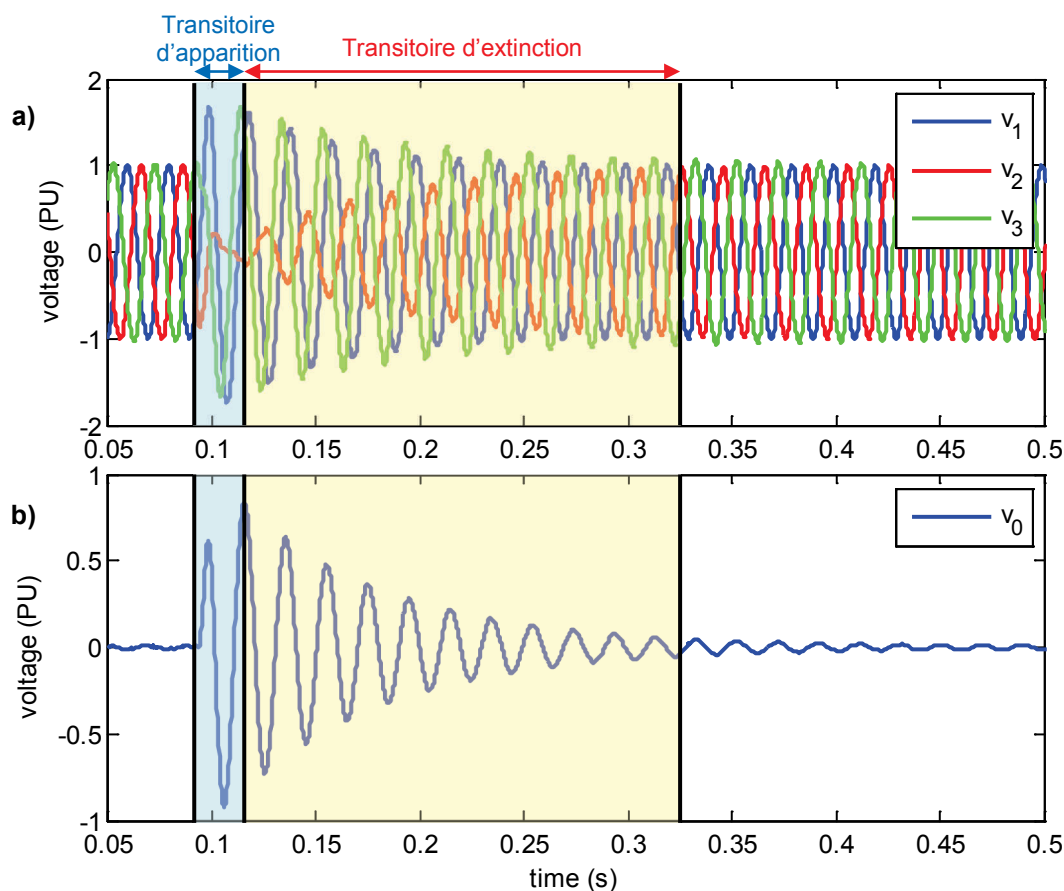 Transitoire
d'apparition
Transitoire d'extinction
a)
voltage (PU)
2
1
0
-1
-2
v1
v2
v3
0.05 0.1 0.15 0.2 0.25 0.3 0.35 0.4 0.45 0.5
b)
voltage (PU)
1
0.5
0
-0.5
-1
v0
0.05 0.1 0.15 0.2 0.25 0.3 0.35 0.4 0.45 0.5
time (s)